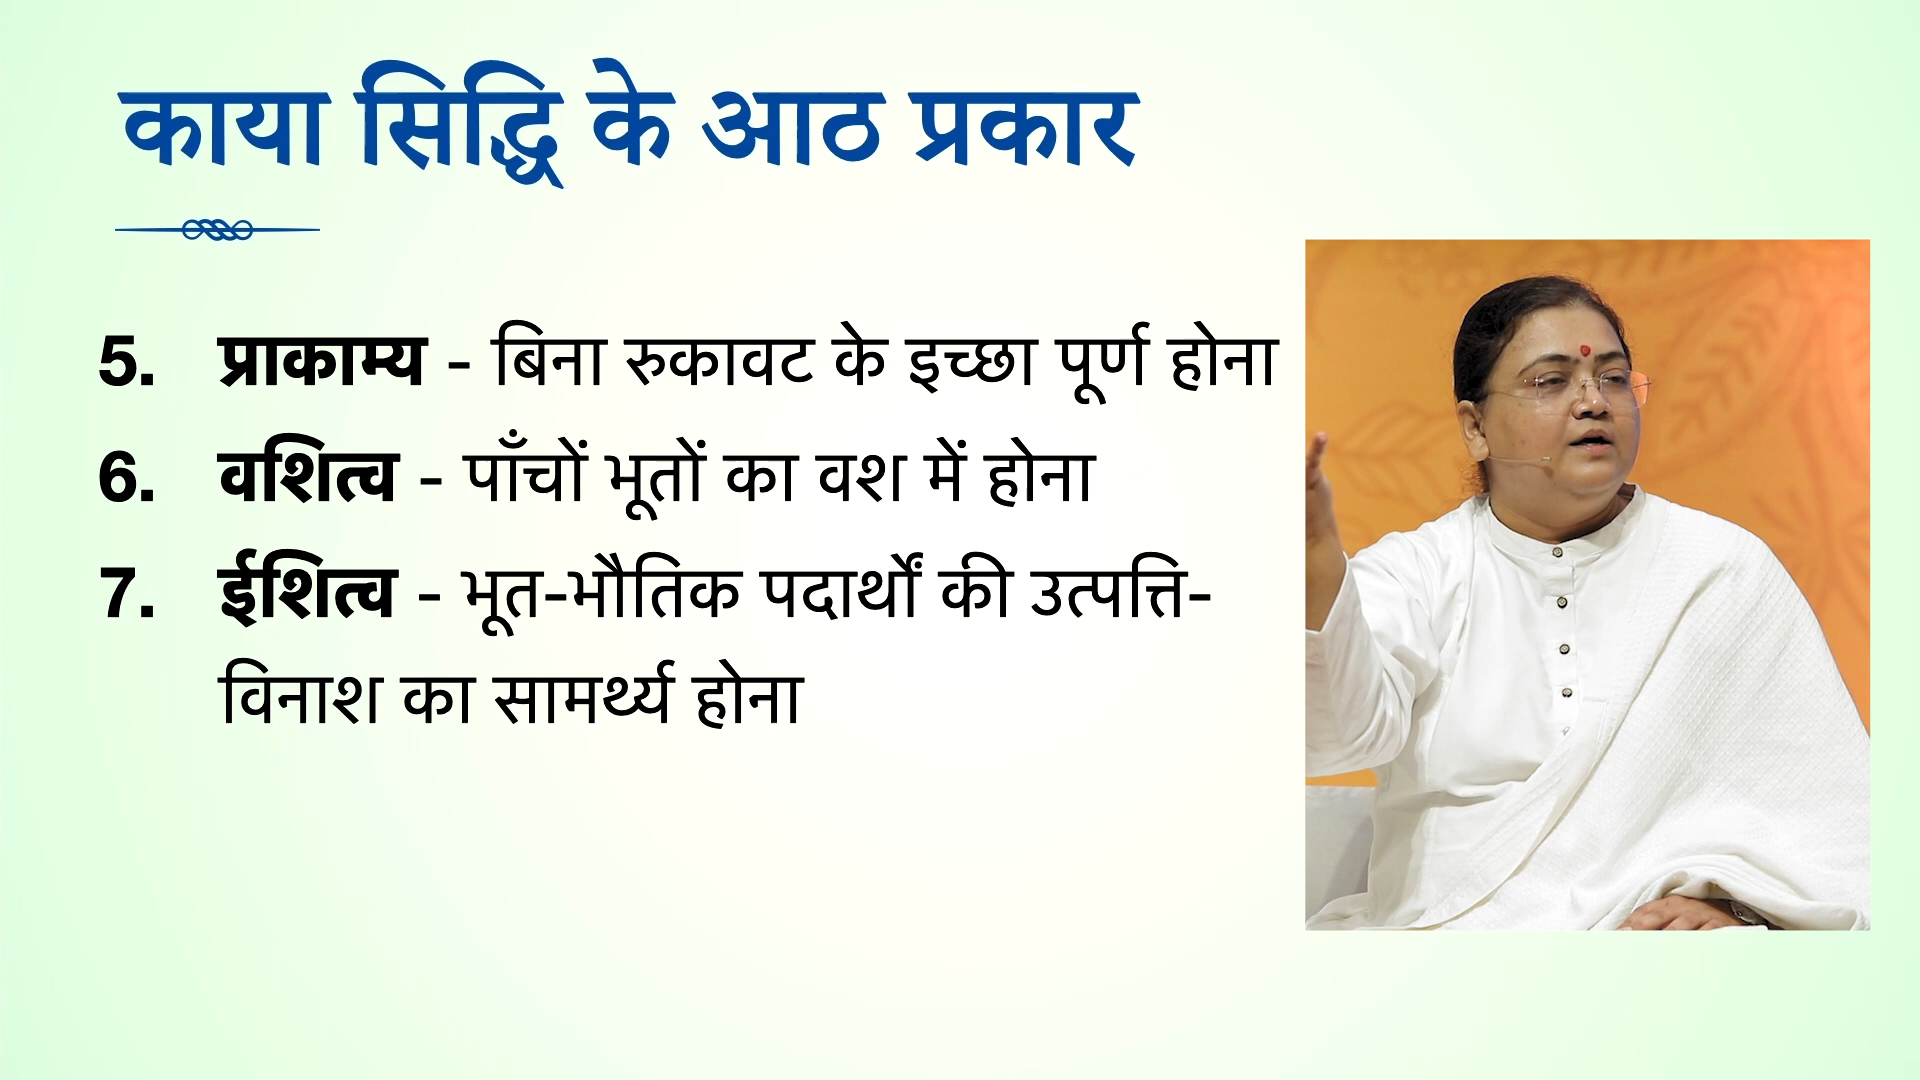 काया सिद्धि के आठ प्रकार
5. प्राकाम्य - बिना रुकावट के इच्छा पूर्ण होना
6. वशित्व - पाँचों भूतों का वश में होना
7. ईशित्व - भूत-भौतिक पदार्थों की उत्पत्ति-
विनाश का सामर्थ्य होना